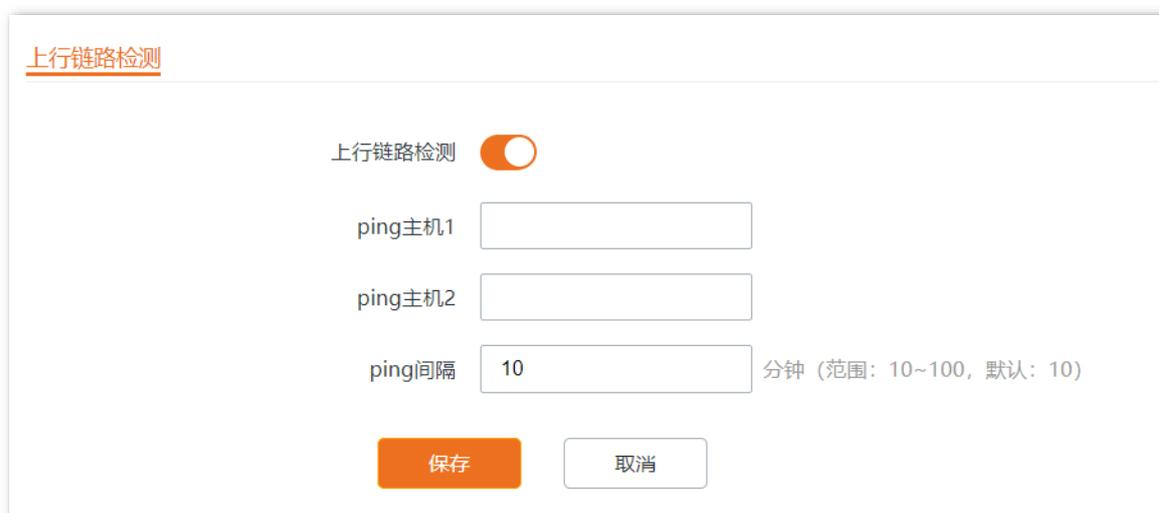 上行链路检测
上行链路检测
ping主机1
ping主机2
ping间隔 10 分钟（范围：10~100，默认：10）
保存 取消